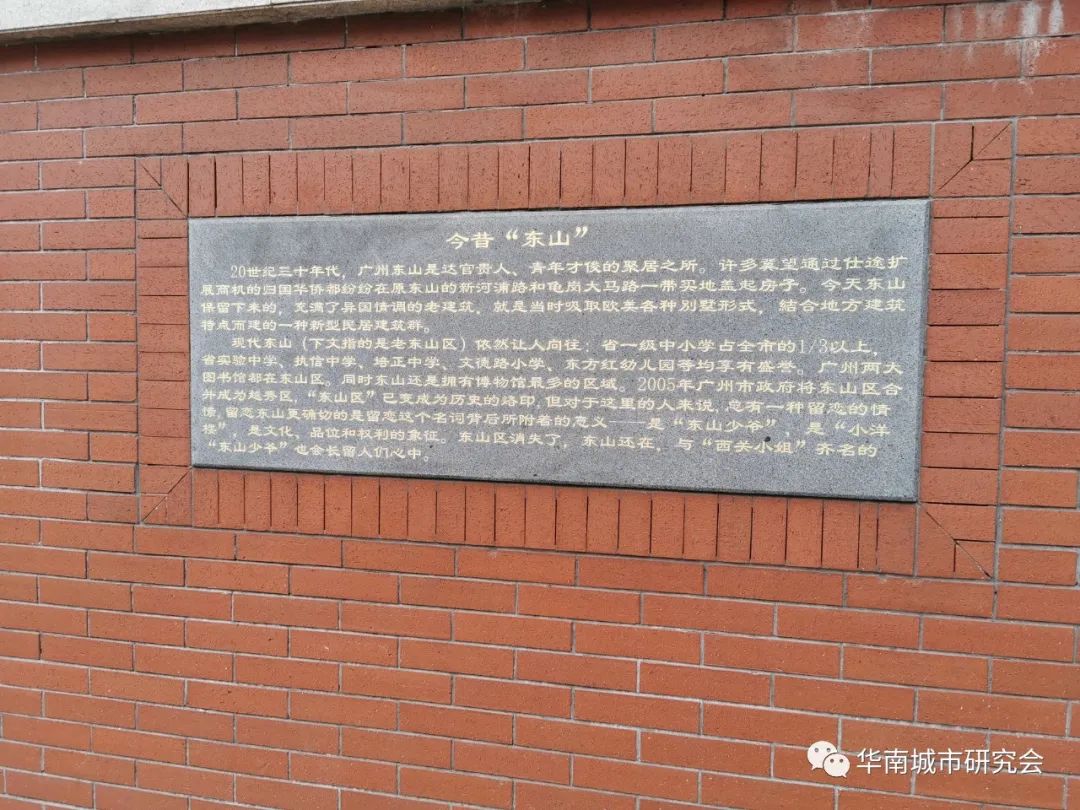 今昔“东山”
20世纪三十年代，广州东山是达官贵人、青年才俊的聚居之所。许多冀望通过仕途扩
展商机的归国华侨都纷纷在原东山的新河浦路和龟岗大马路一带买地盖起房子。今天东山
保留下来的，充满了异国情调的老建筑，就是当时吸取欧美各种别墅形式，结合地方建筑
特点而建的一种新型民居建筑群。
现代东山（下文指的是老东山区）依然让人向往：省一级中小学占全市的1/3以上，
省实验中学、执信中学、培正中学、文德路小学、东方红幼儿园等均享有盛誉。广州两大
图书馆都在东山区。同时东山还是拥有博物馆最多的区域。2005年广州市政府将东山区合
并成为越秀区，“东山区”已变成为历史的烙印，但对于这里的人来说，总有一种留恋的情
愫，留恋东山更确切的是留恋这个名词背后所附着的意义——是“东山少爷”，是“小洋
楼”，是文化、品位和权利的象征。东山区消失了，东山还在，与“西关小姐”齐名的
“东山少爷”也会长留人们心中。
华南城市研究会